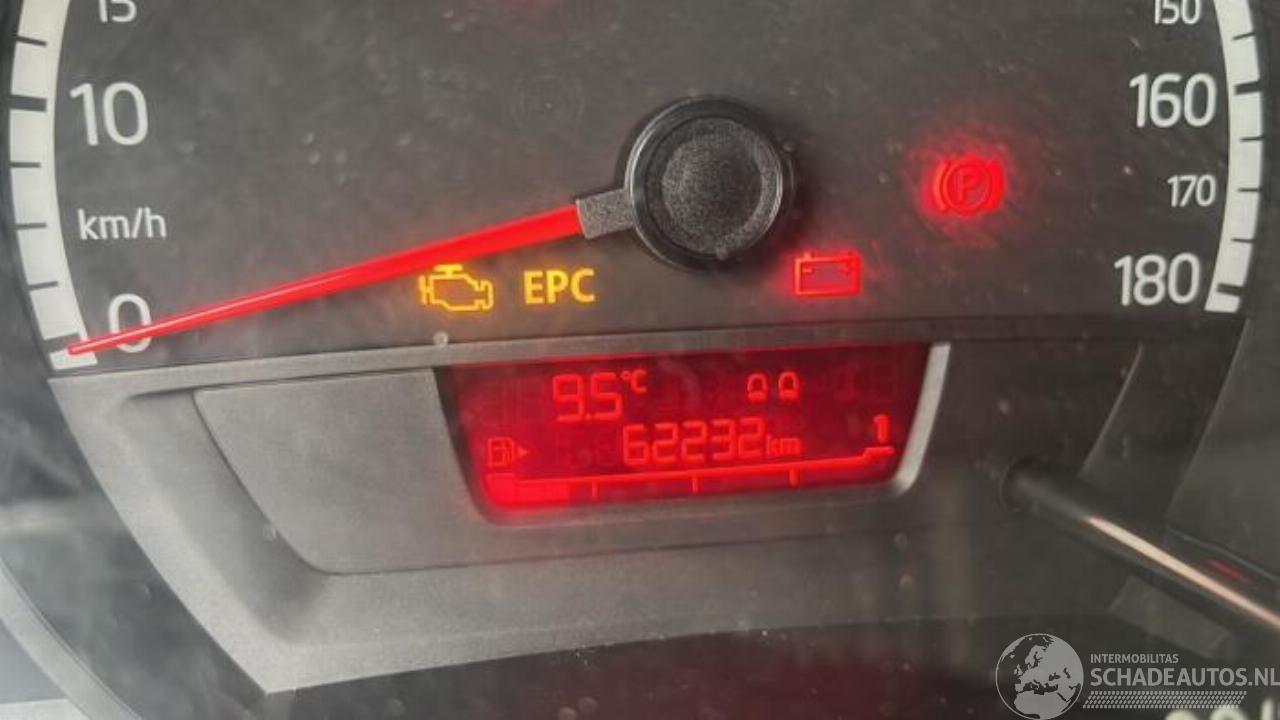 15
10
km/h
0
150
160
170
180
P
EPC
9.5°C
62232 km
1
INTERMOBILITAS
SCHADEAUTOS.NL